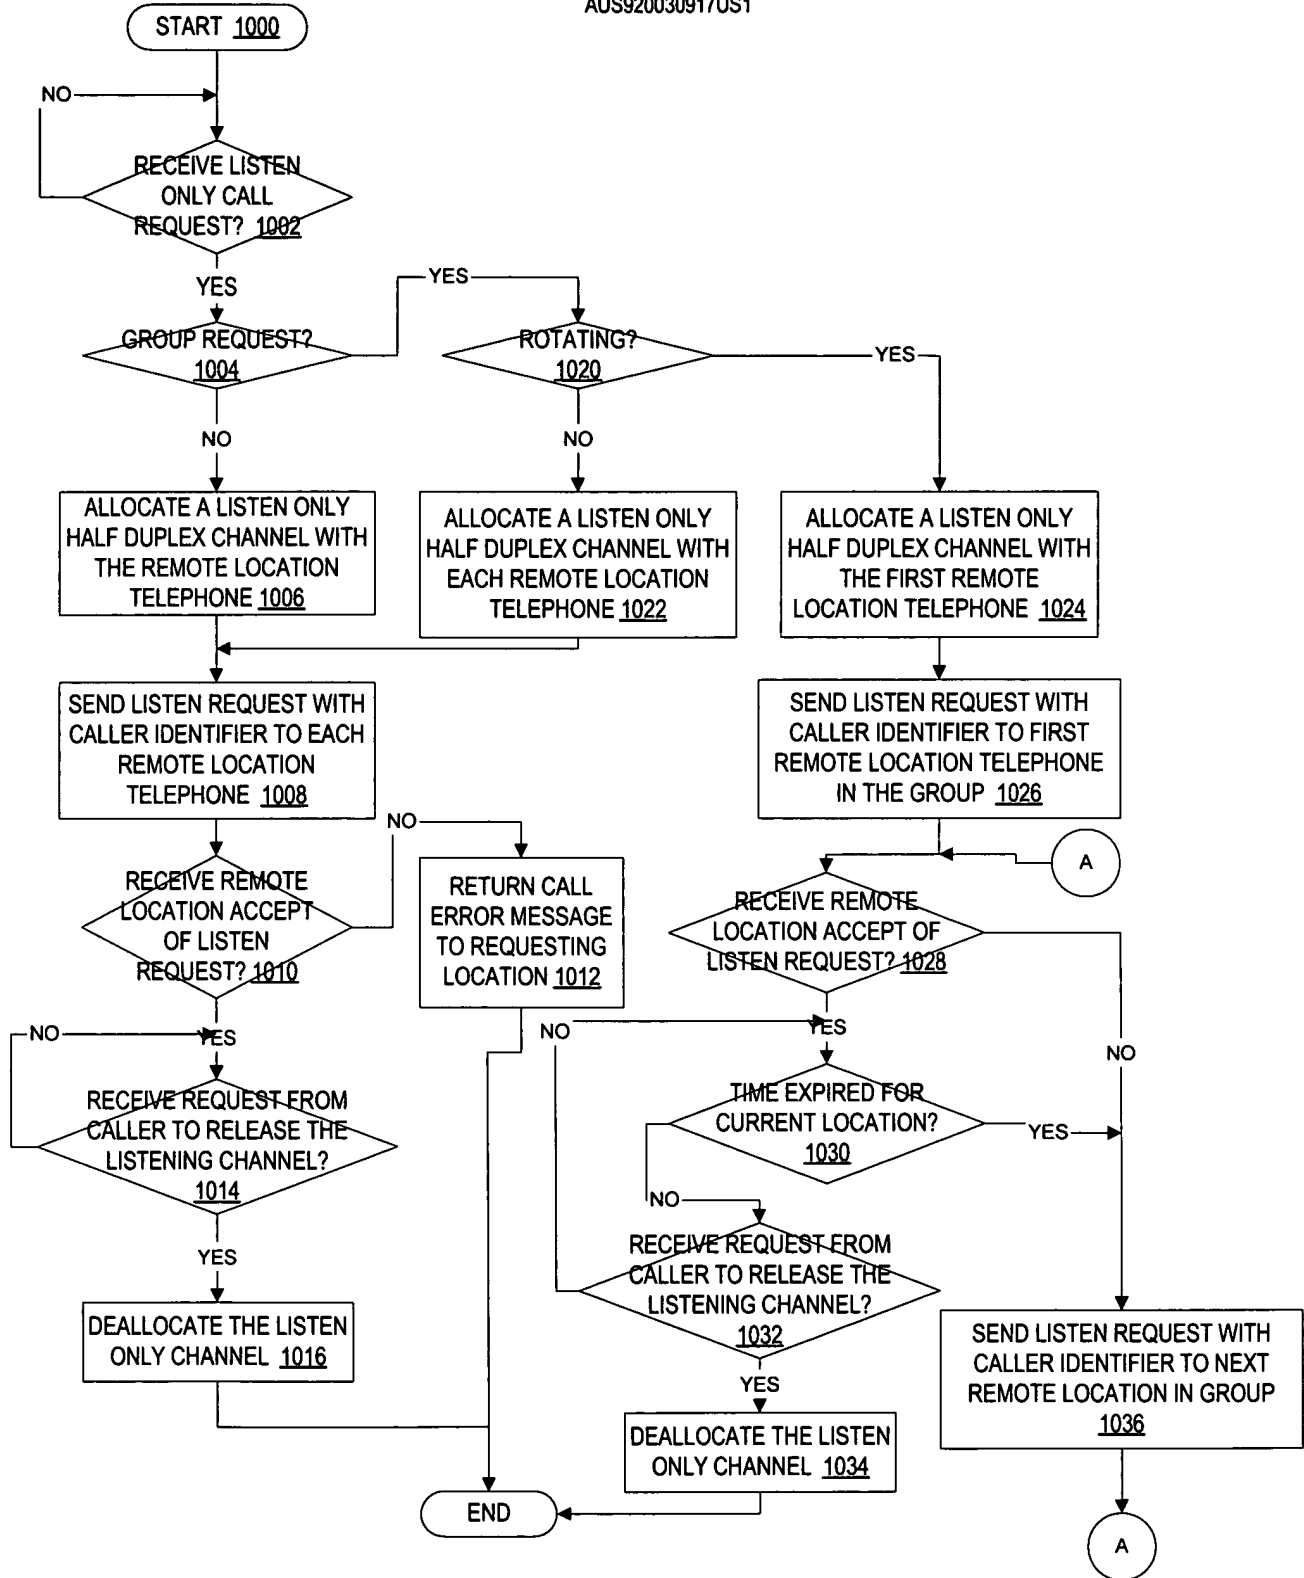 AUS920030917US1
START 1000
NO
RECEIVE LISTEN
ONLY CALL
REQUEST? 1002
YES
YES
GROUP REQUEST?
1004
ROTATING?
1020
YES
NO
NO
ALLOCATE A LISTEN ONLY
HALF DUPLEX CHANNEL WITH
THE REMOTE LOCATION
TELEPHONE 1006
ALLOCATE A LISTEN ONLY
HALF DUPLEX CHANNEL WITH
EACH REMOTE LOCATION
TELEPHONE 1022
ALLOCATE A LISTEN ONLY
HALF DUPLEX CHANNEL WITH
THE FIRST REMOTE
LOCATION TELEPHONE 1024
SEND LISTEN REQUEST WITH
CALLER IDENTIFIER TO EACH
REMOTE LOCATION
TELEPHONE 1008
SEND LISTEN REQUEST WITH
CALLER IDENTIFIER TO FIRST
REMOTE LOCATION TELEPHONE
IN THE GROUP 1026
NO
A
RECEIVE REMOTE
LOCATION ACCEPT
OF LISTEN
REQUEST? 1010
RETURN CALL
ERROR MESSAGE
TO REQUESTING
LOCATION 1012
RECEIVE REMOTE
LOCATION ACCEPT OF
LISTEN REQUEST? 1028
NO
YES
NO
YES
NO
RECEIVE REQUEST FROM
CALLER TO RELEASE THE
LISTENING CHANNEL?
1014
TIME EXPIRED FOR
CURRENT LOCATION?
1030
YES
NO
YES
RECEIVE REQUEST FROM
CALLER TO RELEASE THE
LISTENING CHANNEL?
1032
DEALLOCATE THE LISTEN
ONLY CHANNEL 1016
SEND LISTEN REQUEST WITH
CALLER IDENTIFIER TO NEXT
REMOTE LOCATION IN GROUP
1036
YES
DEALLOCATE THE LISTEN
ONLY CHANNEL 1034
END
A